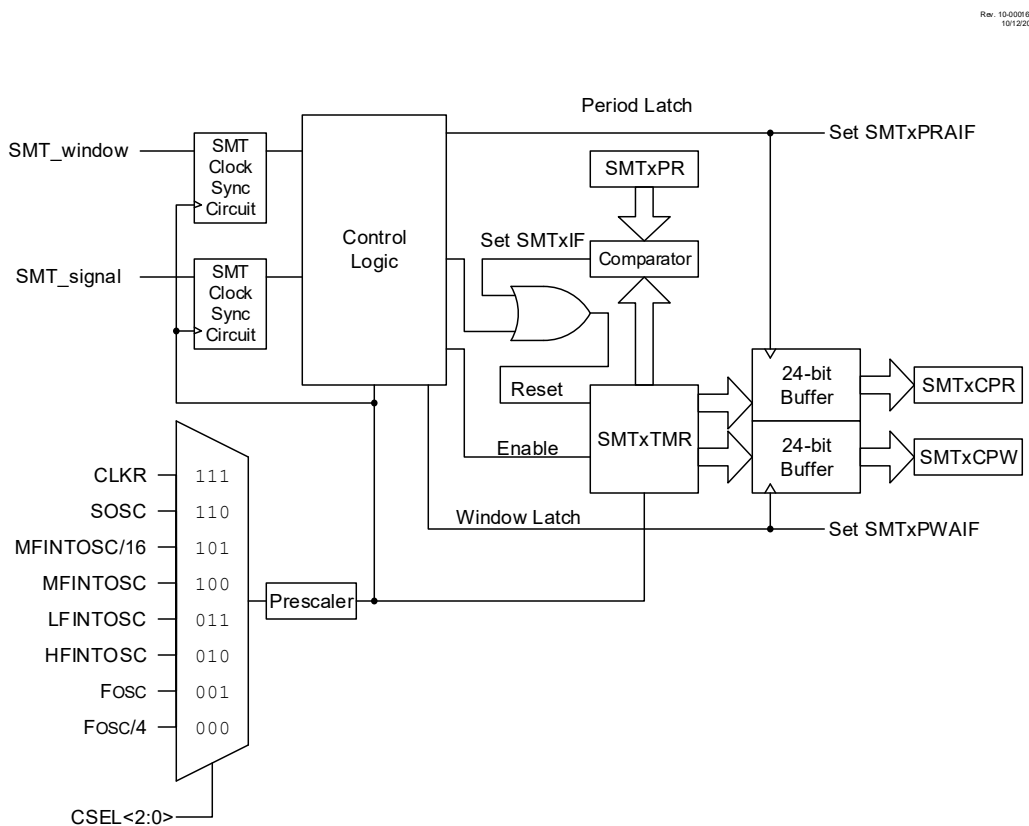 Rev. 10-00016
10/12/20
Period Latch
Set SMTxPRAIF
SMT_window
SMT
Clock
Sync
Circuit
SMTxPR
Control
Logic
Set SMTxIF
Comparator
SMT_signal
SMT
Clock
Sync
Circuit
24-bit
Buffer
SMTxCPR
Reset
SMTxTMR
Enable
24-bit
Buffer
SMTxCPW
Window Latch
Set SMTxPWAIF
CLKR 111
SOSC 110
MFINTOSC/16 101
MFINTOSC 100
Prescaler
LFINTOSC 011
HFINTOSC 010
FOSC 001
FOSC/4 000
CSEL<2:0>